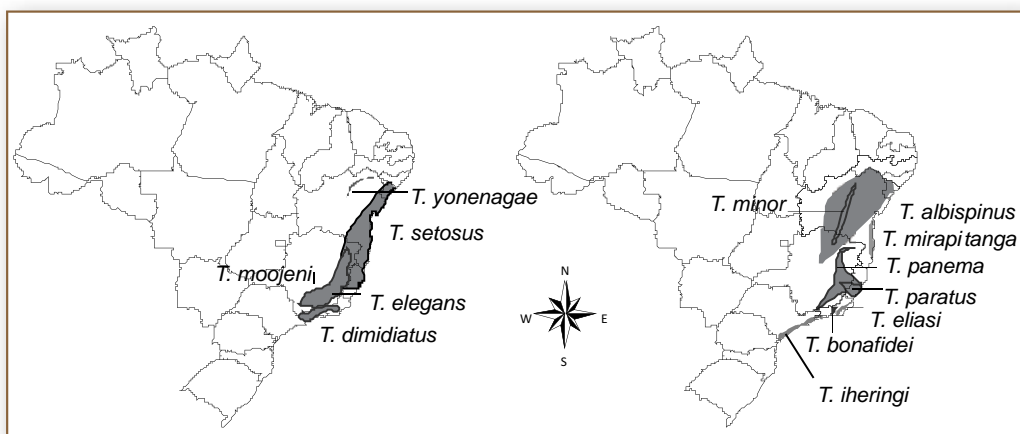 T. yonenagae
T. setosus
T. moojeni
T. elegans
T. dimidiatus
N
W
E
S
T. minor
T. albispinus
T. mirapitanga
T. panema
T. paratus
T. eliasi
T. bonafidei
T. iheringi